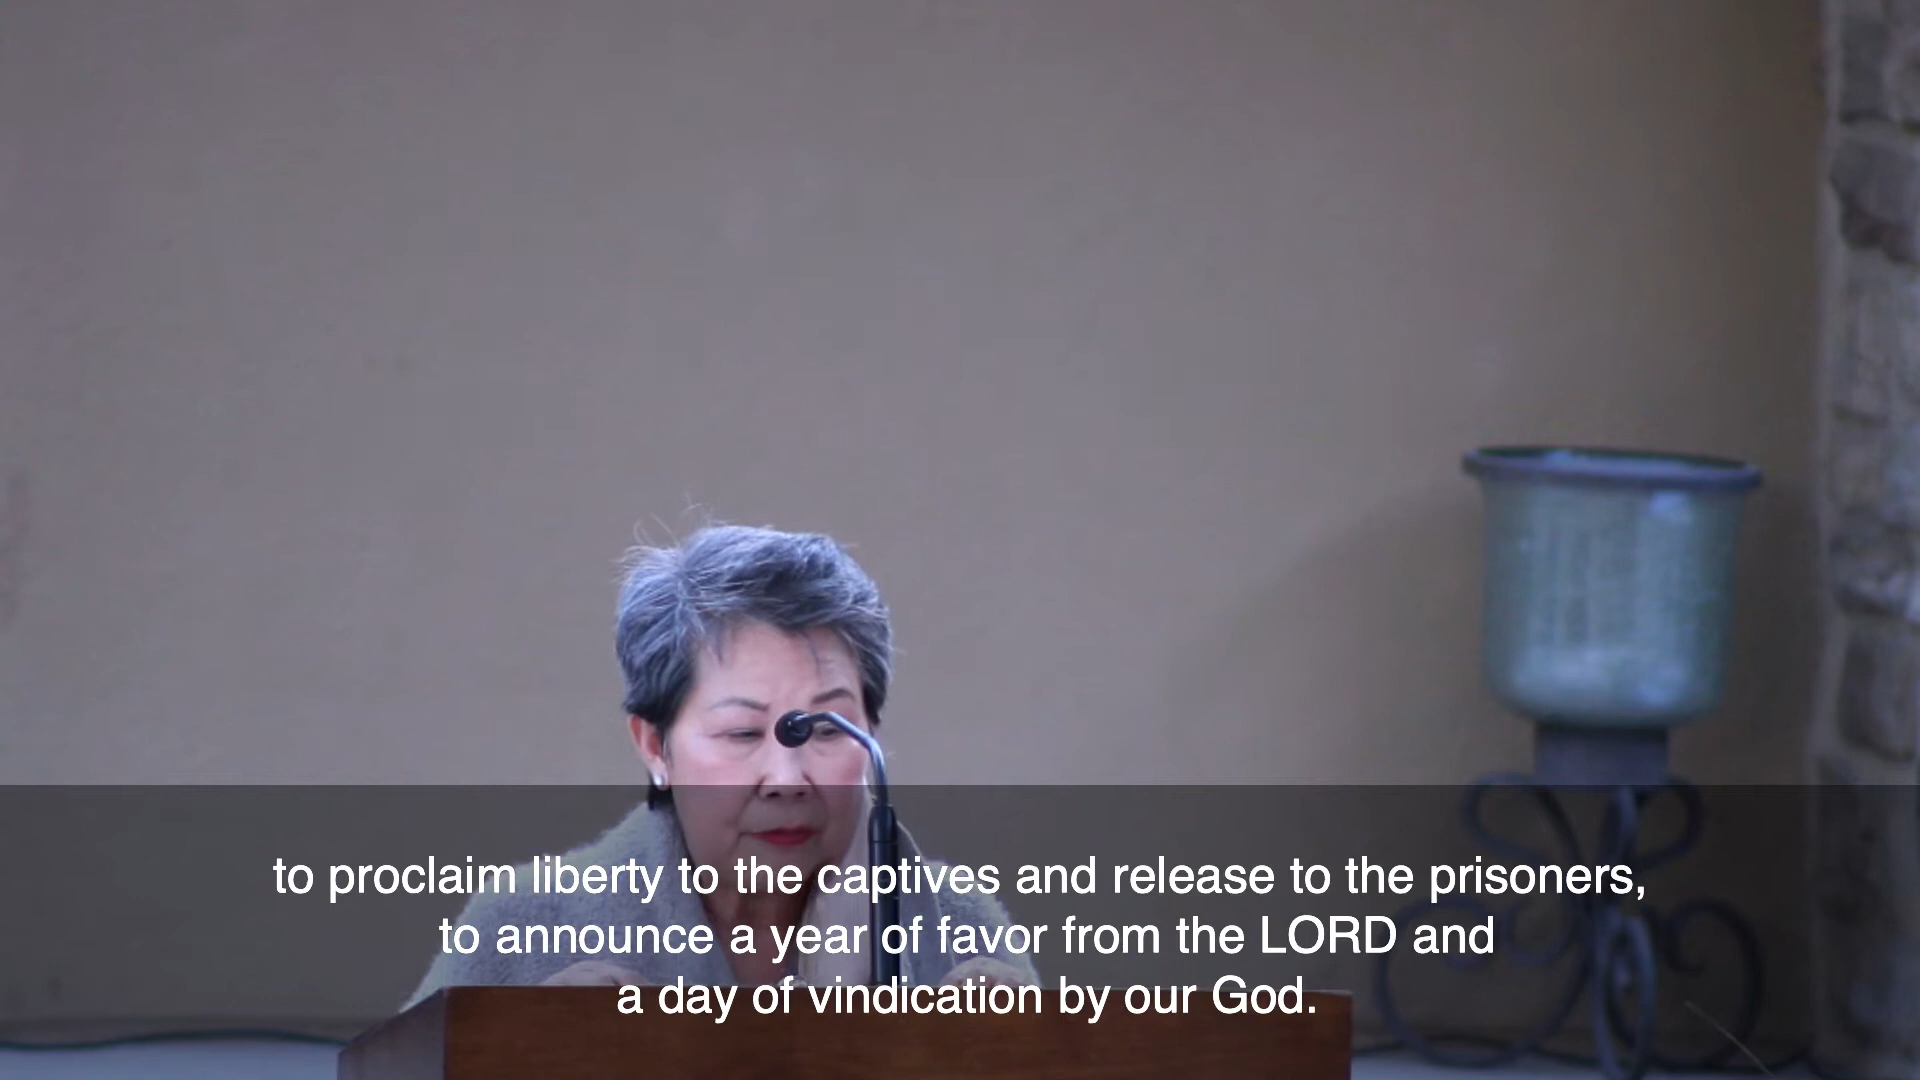 to proclaim liberty to the captives and release to the prisoners,
to announce a year of favor from the LORD and
a day of vindication by our God.